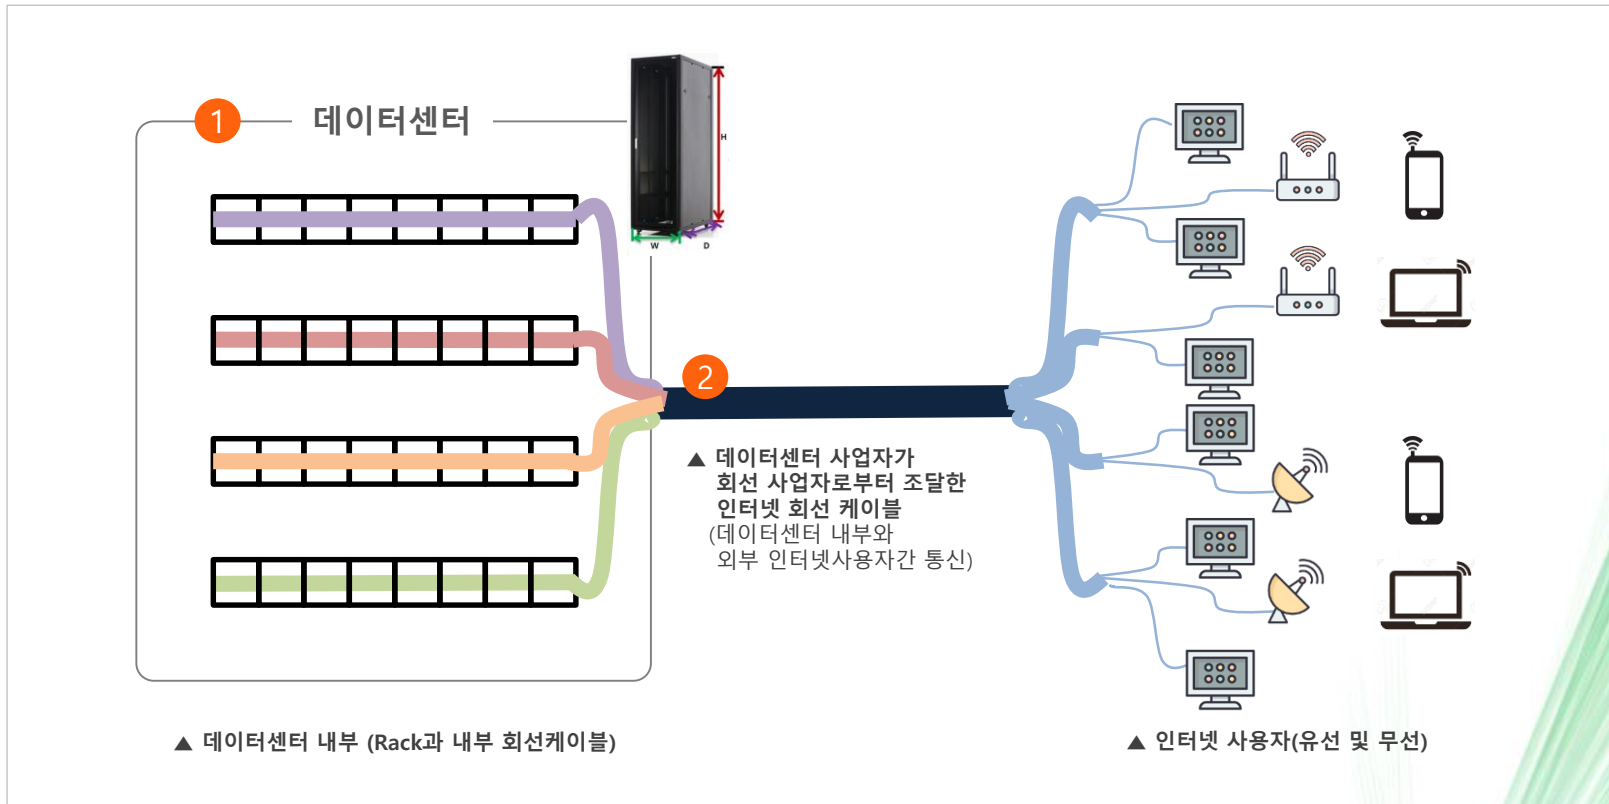 1
데이터센터
H
W
D
2
▲ 데이터센터 사업자가
회선 사업자로부터 조달한
인터넷 회선 케이블
(데이터센터 내부와
외부 인터넷사용자간 통신)
▲ 데이터센터 내부 (Rack과 내부 회선케이블)
▲ 인터넷 사용자(유선 및 무선)